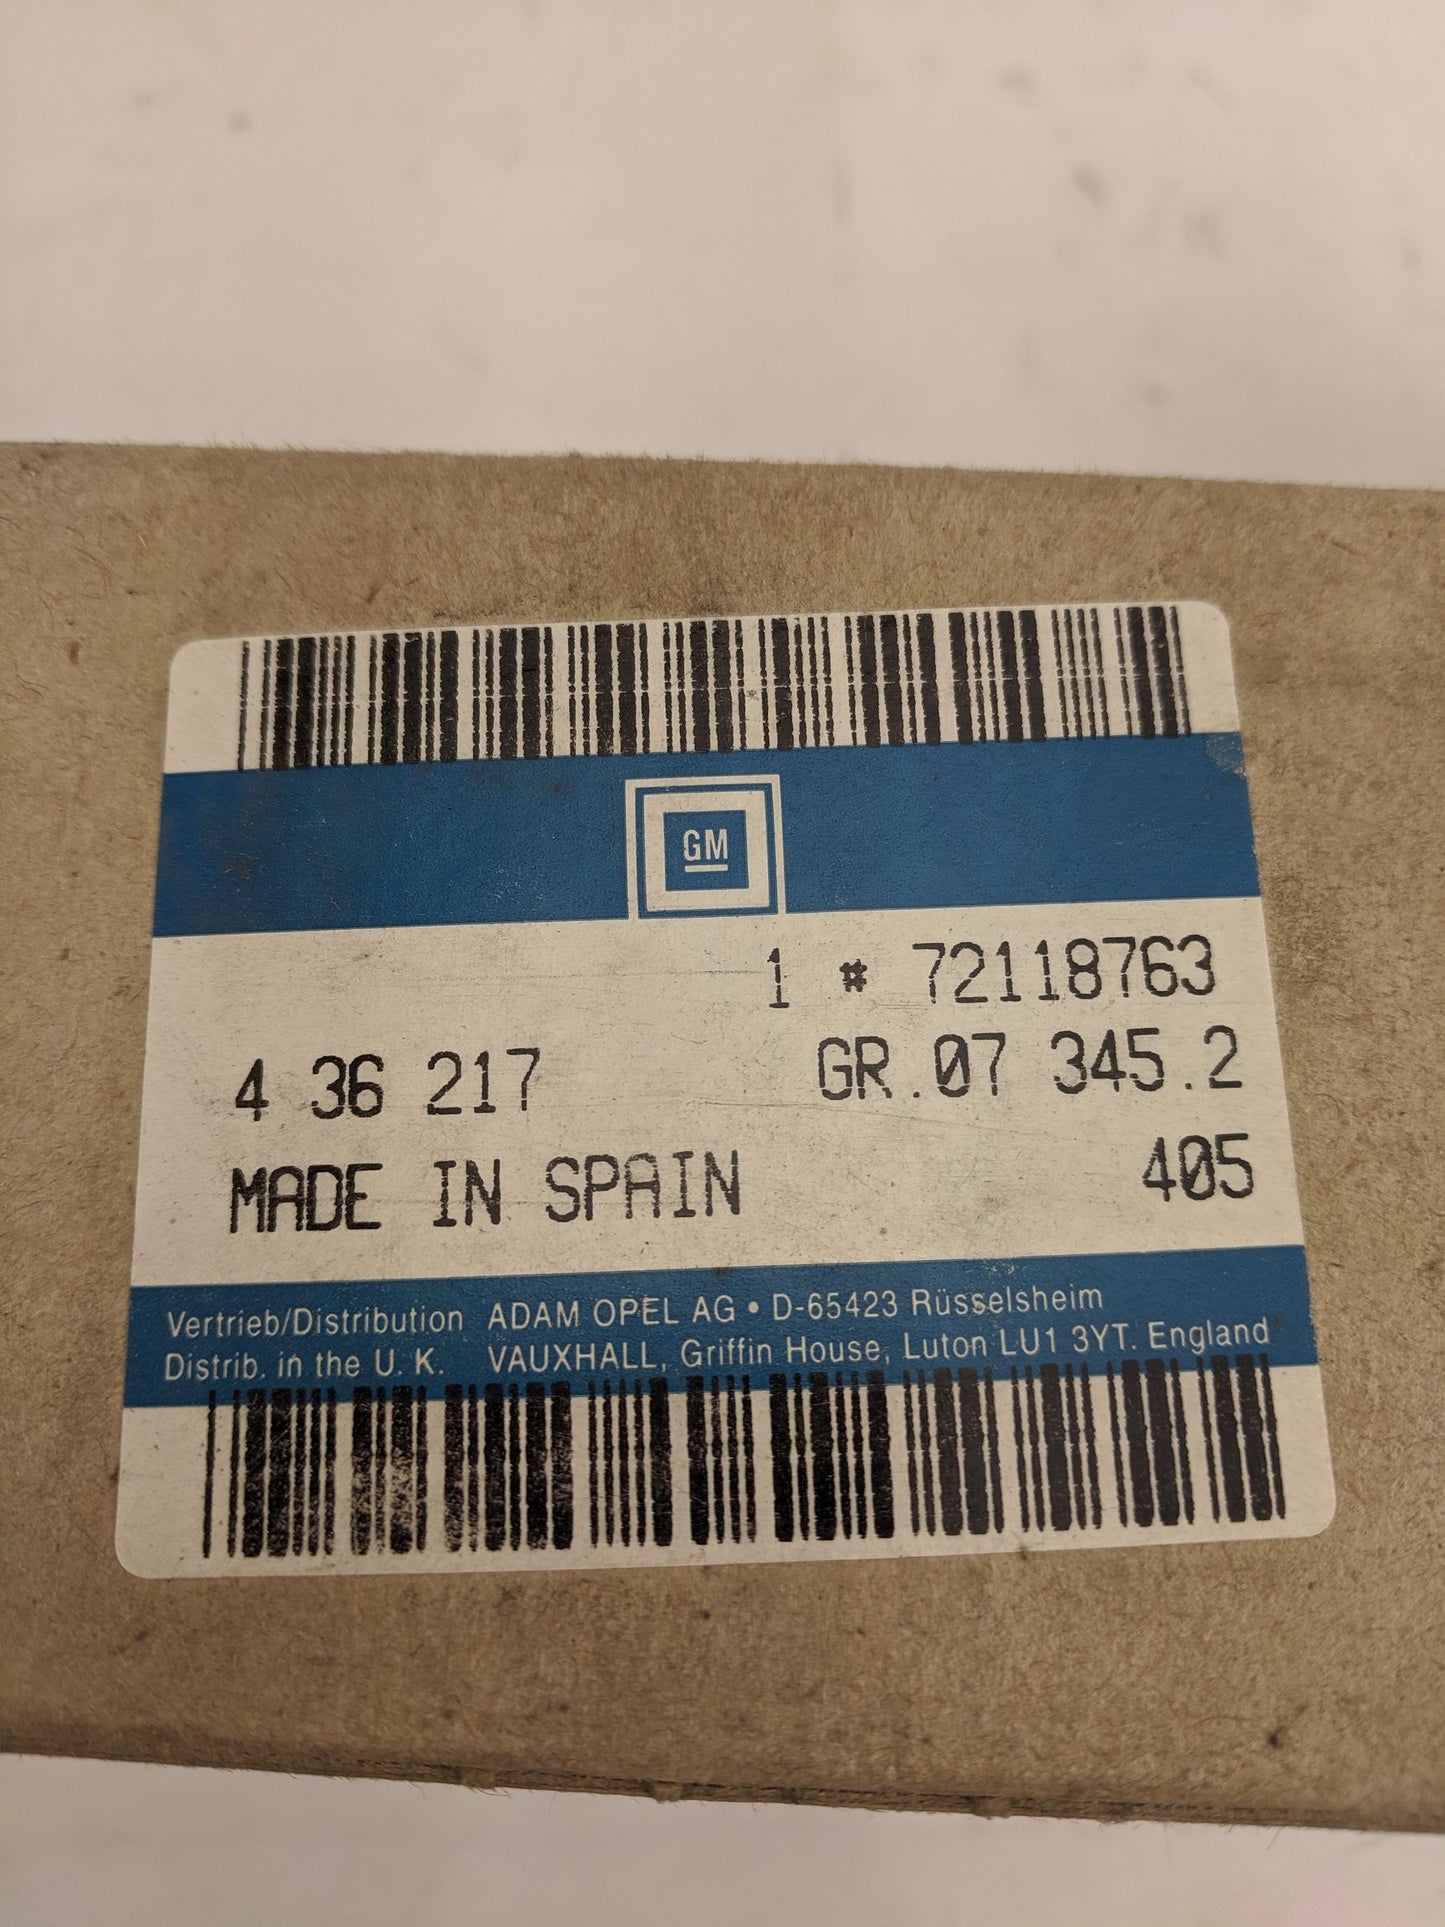 GM
1 * 72118763
4 36 217 GR.07 345.2
MADE IN SPAIN 405
Vertrieb/Distribution ADAM OPEL AG • D-65423 Rüsselsheim
Distrib. in the U. K. VAUXHALL, Griffin House, Luton LU1 3YT. England